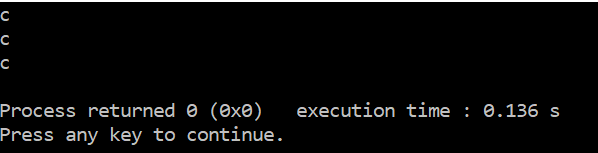 c
c
c
Process returned 0 (0x0)   execution time : 0.136 s
Press any key to continue.